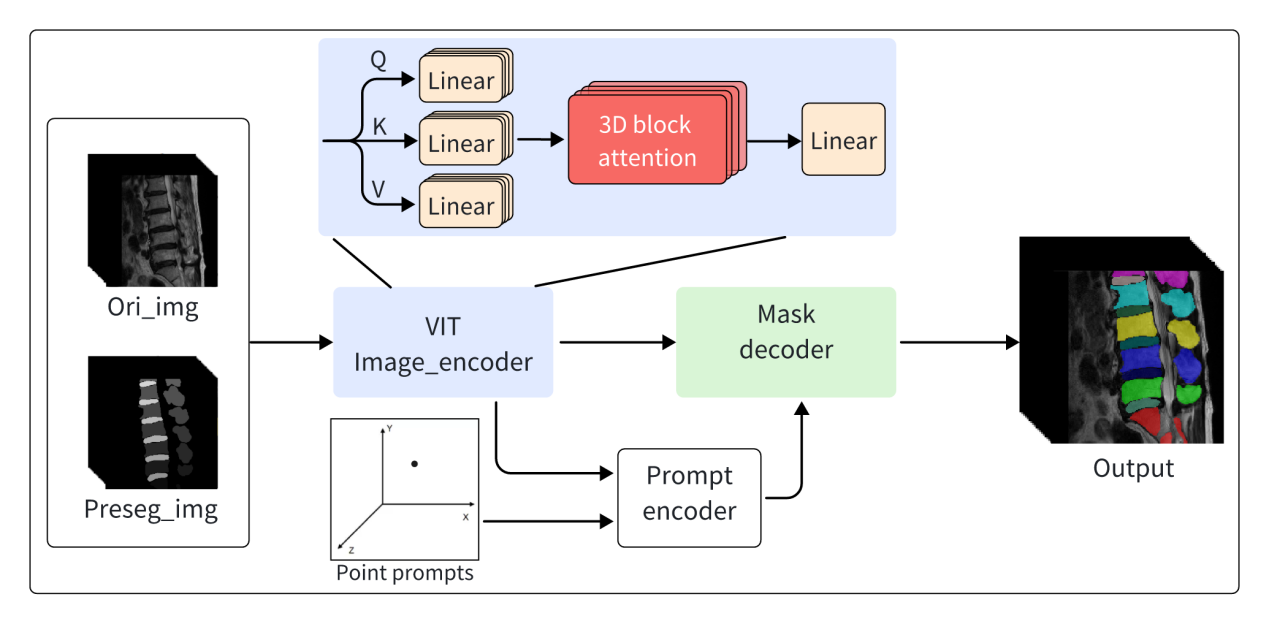 Q
Linear
K
Linear
V
Linear
3D block
attention
Linear
Ori_img
Preseg_img
VIT
Image_encoder
Mask
decoder
Y
X
Z
Point prompts
Prompt
encoder
Output